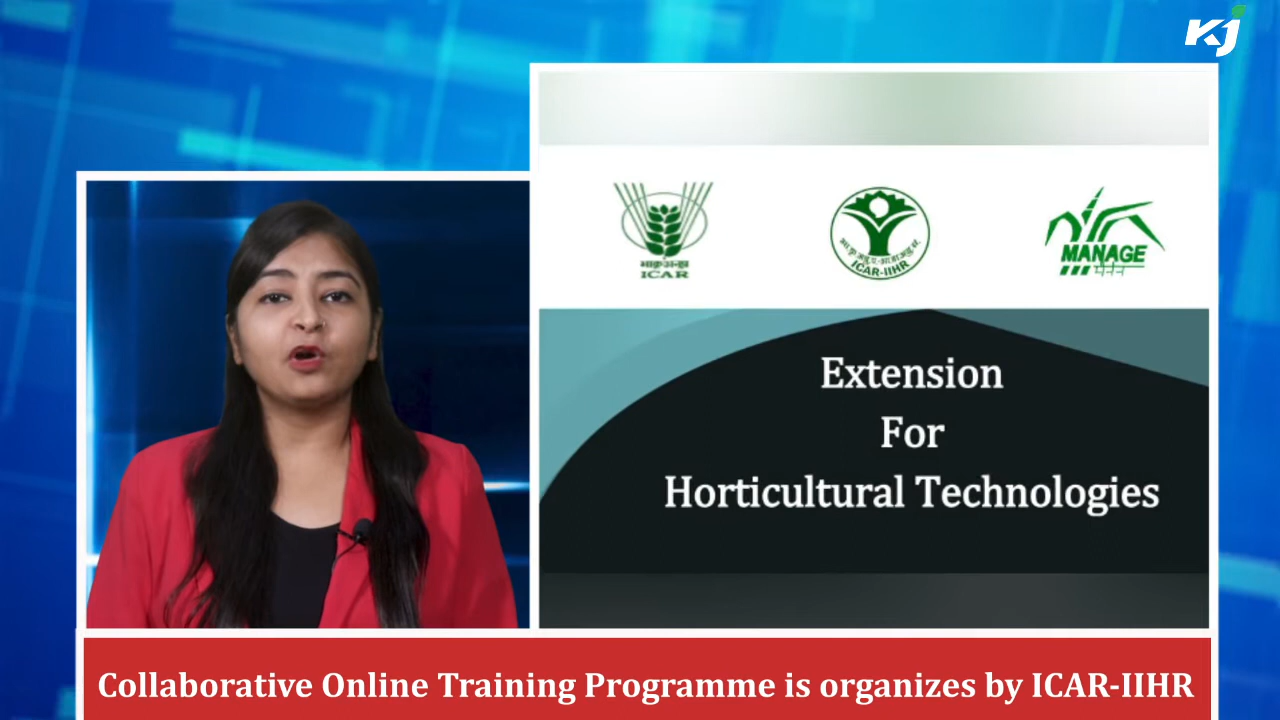 KJ
ICAR
ICAR-IIHR
MANAGE
Extension
For
Horticultural Technologies
Collaborative Online Training Programme is organizes by ICAR-IIHR